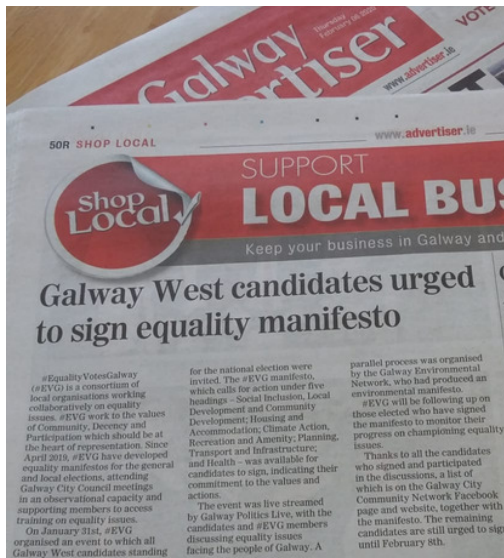 Thursday
February 06 2020
Galway
Advertiser
VOTE
www.advertiser.ie
50R SHOP LOCAL
www.advertiser.ie
shop
Local
SUPPORT
LOCAL BUS
Keep your business in Galway and
Galway West candidates urged
to sign equality manifesto
#EqualityVotesGalway
(#EVG) is a consortium of
local organisations working
collaboratively on equality
issues. #EVG work to the values
of Community, Decency and
Participation which should be at
the heart of representation. Since
April 2019, #EVG have developed
equality manifestos for the general
and local elections, attending
Galway City Council meetings
in an observational capacity and
supporting members to access
training on equality issues.
On January 31st, #EVG
organised an event to which all
Galway West candidates standing
for the national election were
invited. The #EVG manifesto,
which calls for action under five
headings – Social Inclusion, Local
Development and Community
Development; Housing and
Accommodation; Climate Action,
Recreation and Amenity; Planning,
Transport and Infrastructure;
and Health – was available for
candidates to sign, indicating their
commitment to the values and
actions.
The event was live streamed
by Galway Politics Live, with the
candidates and #EVG members
discussing equality issues
facing the people of Galway. A
parallel process was organised
by the Galway Environmental
Network, who had produced an
environmental manifesto.
#EVG will be following up on
those elected who have signed
the manifesto to monitor their
progress on championing equality
issues.
Thanks to all the candidates
who signed and participated
in the discussions, a list of
which is on the Galway City
Community Network Facebook
page and website, together with
the manifesto. The remaining
candidates are still urged to sign
until February 8th.